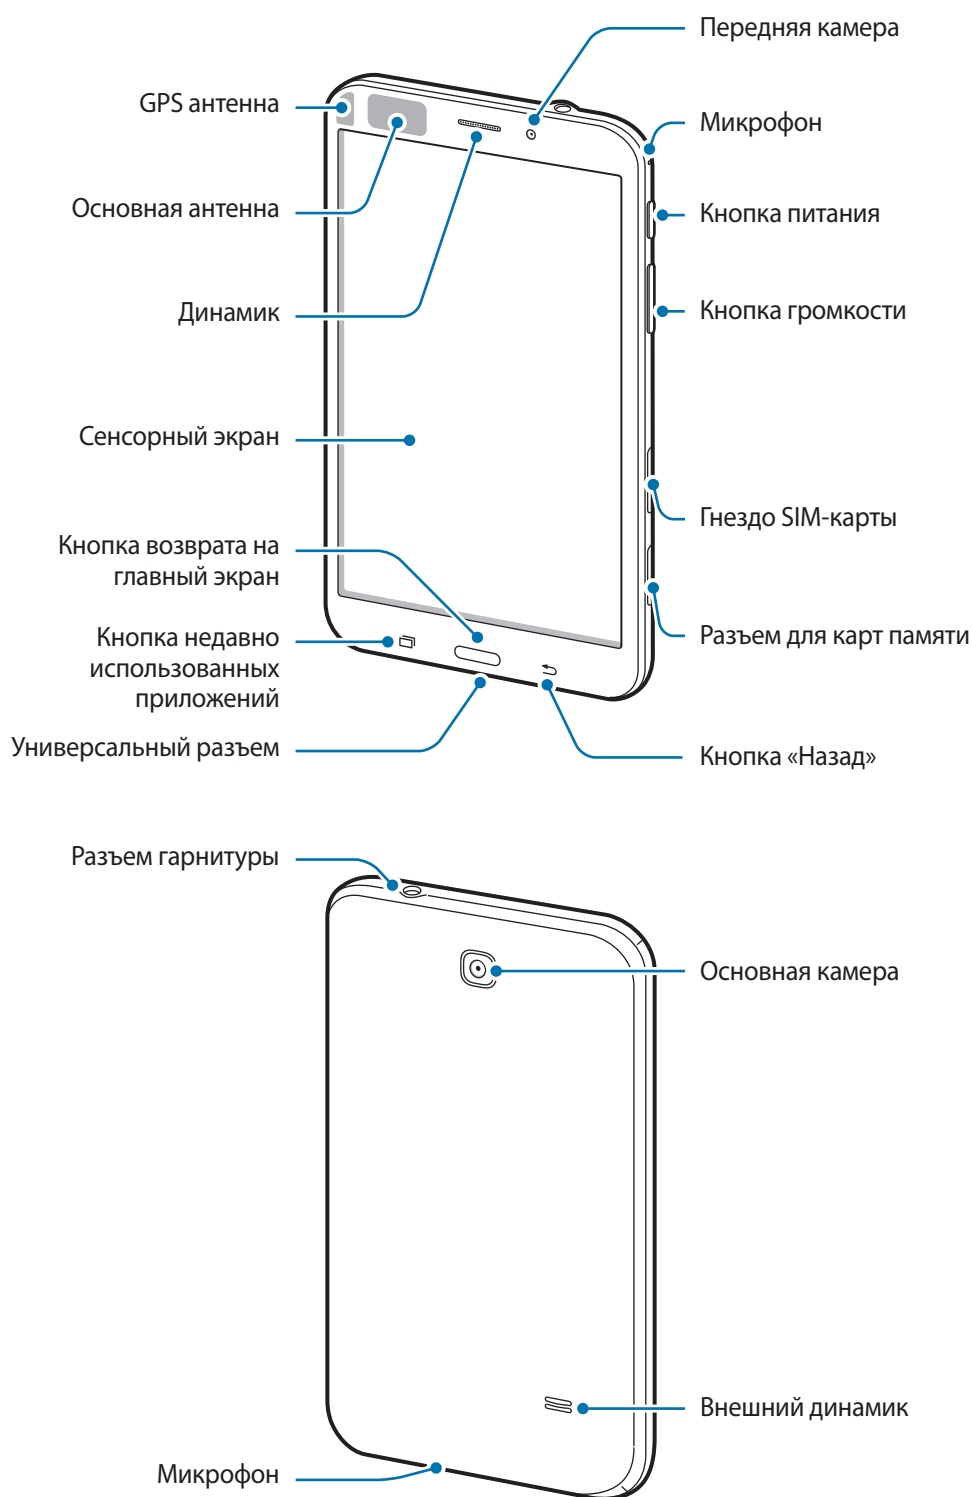 Передняя камера
GPS антенна
Микрофон
Основная антенна
Кнопка питания
Динамик
Кнопка громкости
Сенсорный экран
Гнездо SIM-карты
Кнопка возврата на
главный экран
Кнопка недавно
использованных
приложений
Разъем для карт памяти
Универсальный разъем
Кнопка «Назад»
Разъем гарнитуры
Основная камера
Внешний динамик
Микрофон